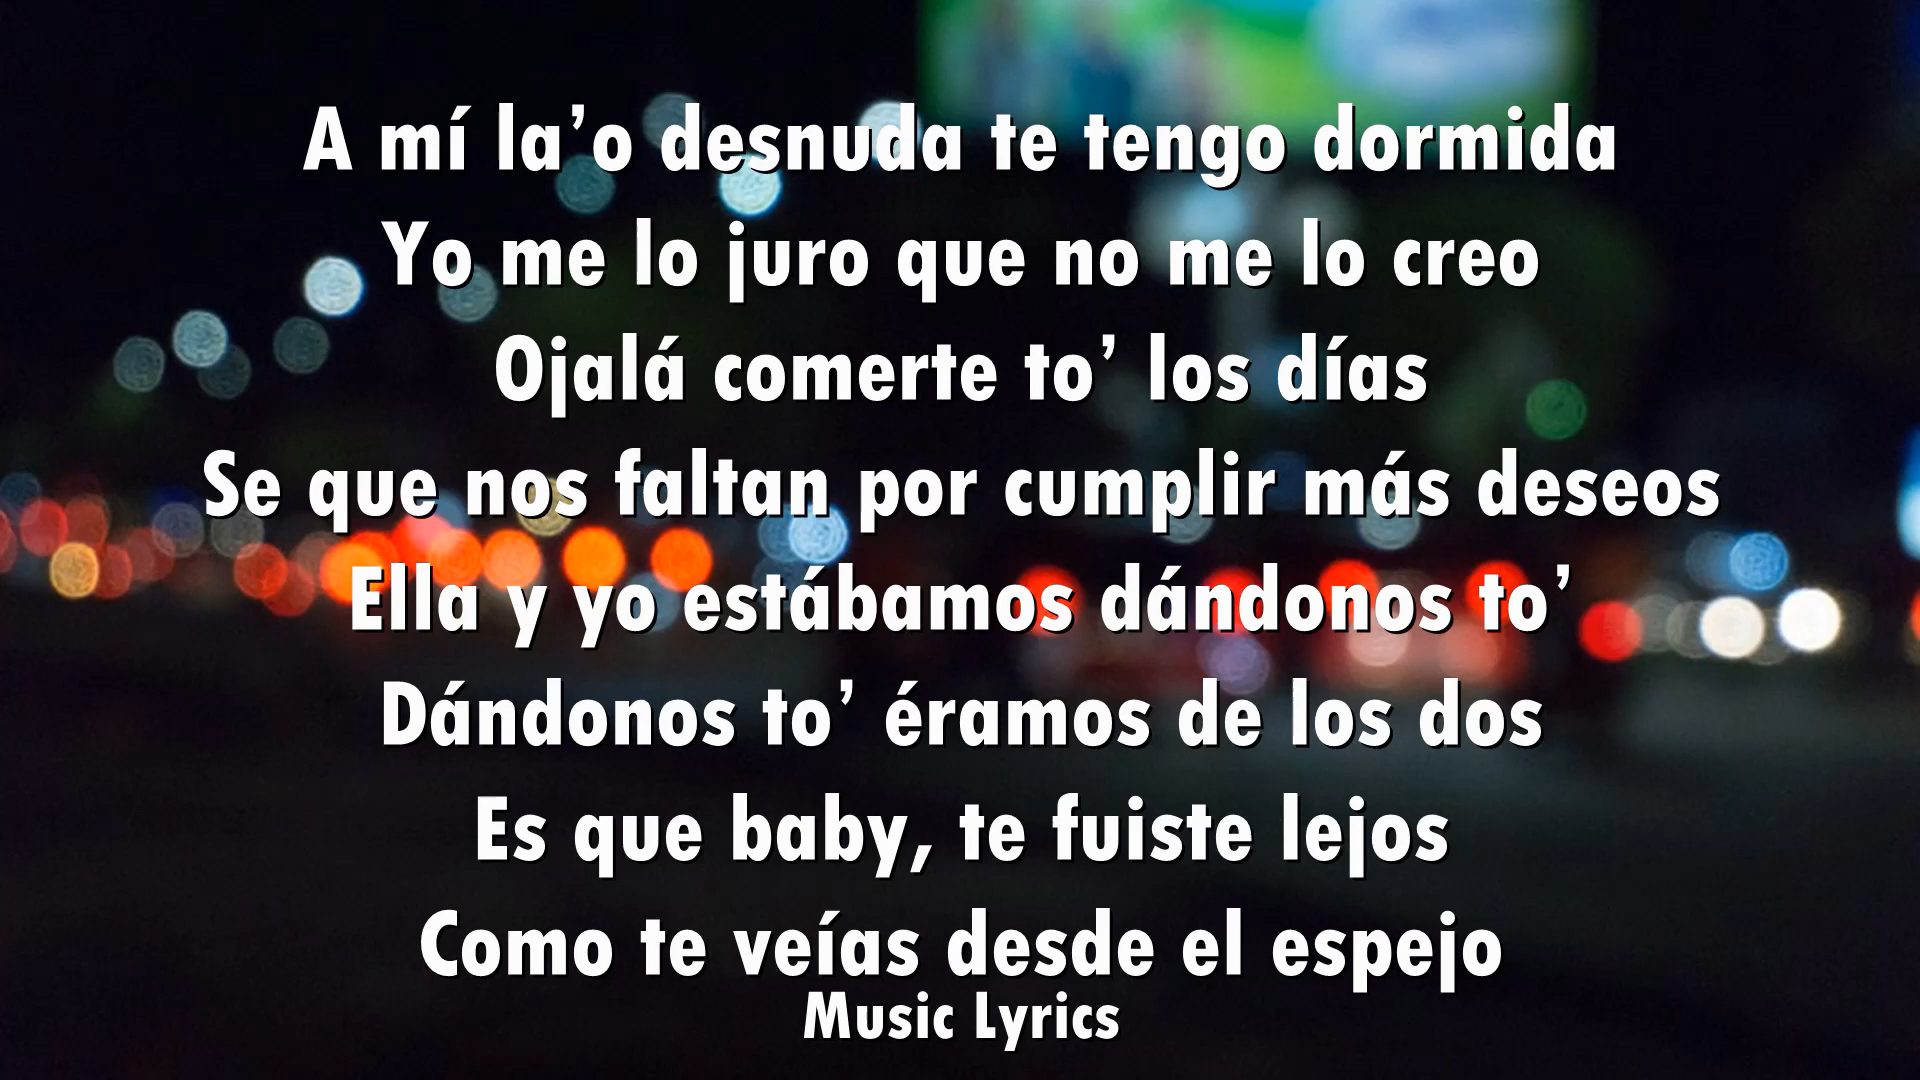 A mí la’o desnuda te tengo dormida
Yo me lo juro que no me lo creo
Ojalá comerte to’ los días
Se que nos faltan por cumplir más deseos
Ella y yo estábamos dándonos to’
Dándonos to’ éramos de los dos
Es que baby, te fuiste lejos
Como te veías desde el espejo
Music Lyrics